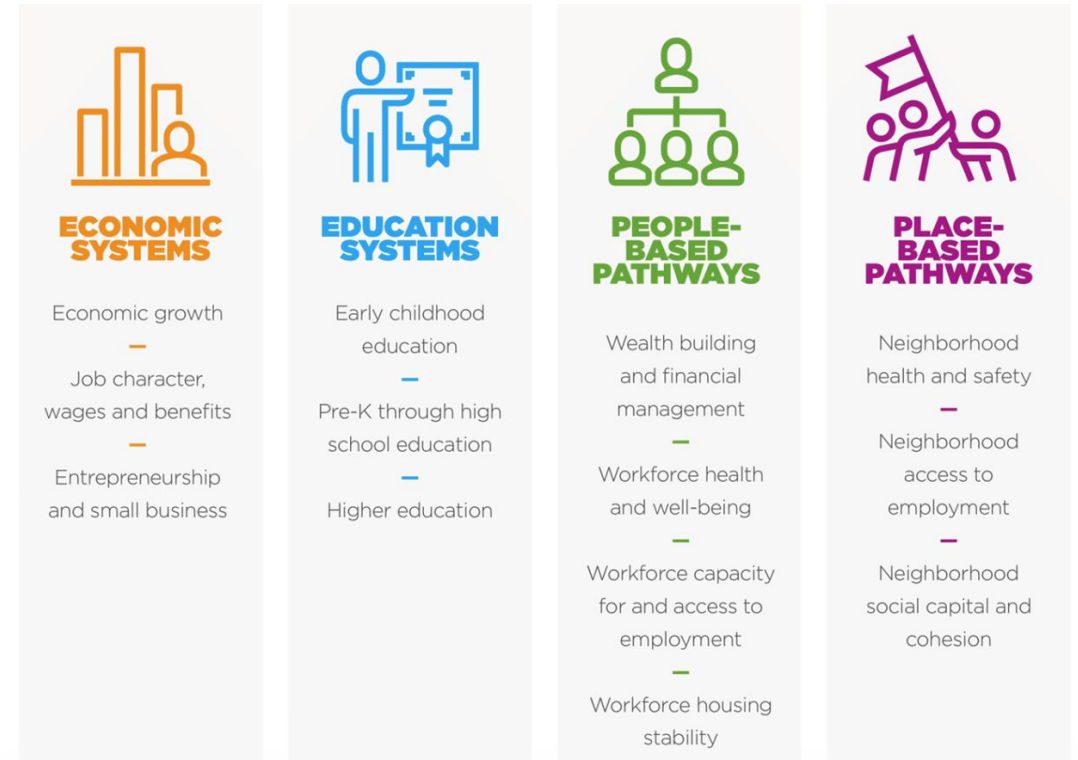 ECONOMIC
SYSTEMS
Economic growth
Job character,
wages and benefits
Entrepreneurship
and small business
EDUCATION
SYSTEMS
Early childhood
education
Pre-K through high
school education
Higher education
PEOPLE-
BASED
PATHWAYS
Wealth building
and financial
management
Workforce health
and well-being
Workforce capacity
for and access to
employment
Workforce housing
stability
PLACE-
BASED
PATHWAYS
Neighborhood
health and safety
Neighborhood
access to
employment
Neighborhood
social capital and
cohesion